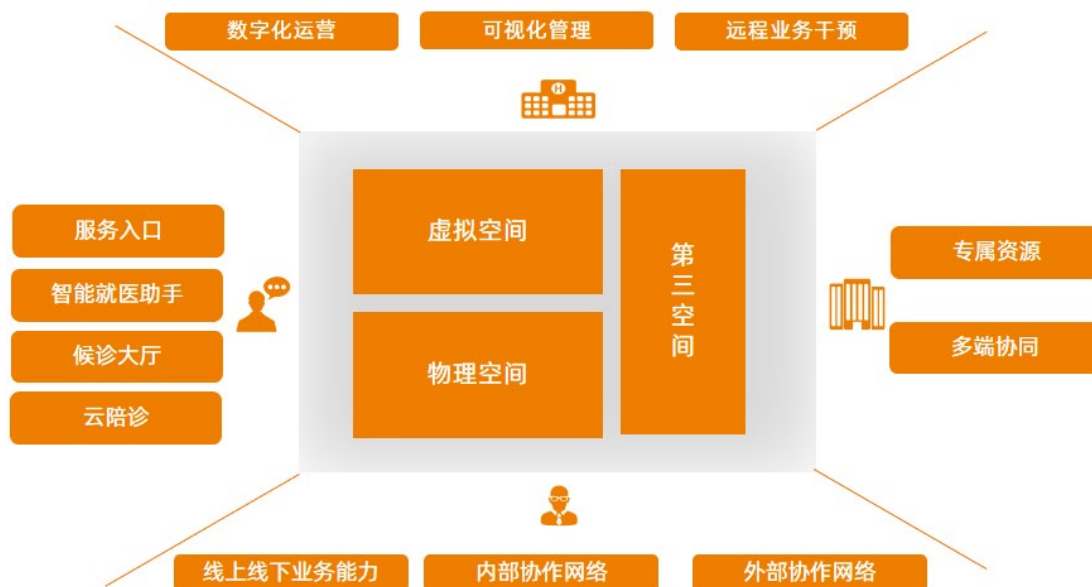 数字化运营
可视化管理
远程业务干预
H
服务入口
智能就医助手
候诊大厅
云陪诊
虚拟空间
物理空间
第三空间
专属资源
多端协同
线上线下业务能力
内部协作网络
外部协作网络